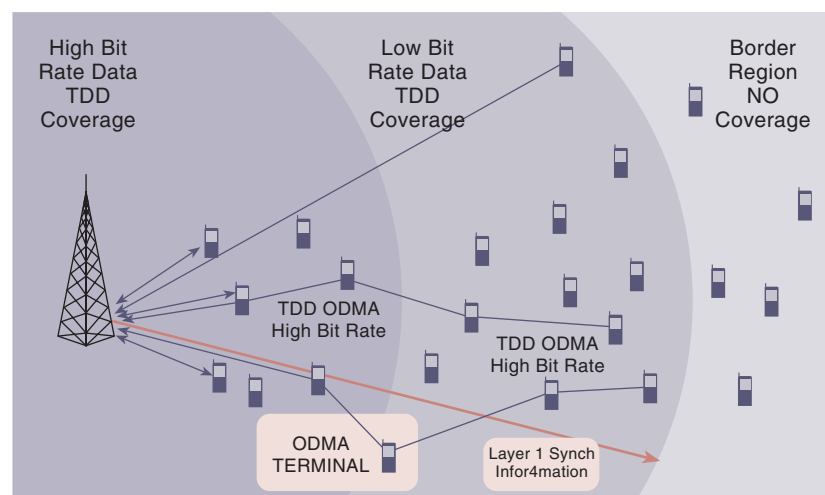 High Bit
Rate Data
TDD
Coverage
Low Bit
Rate Data
TDD
Coverage
Border
Region
NO
Coverage
TDD ODMA
High Bit Rate
TDD ODMA
High Bit Rate
ODMA
TERMINAL
Layer 1 Synch
Infor4mation